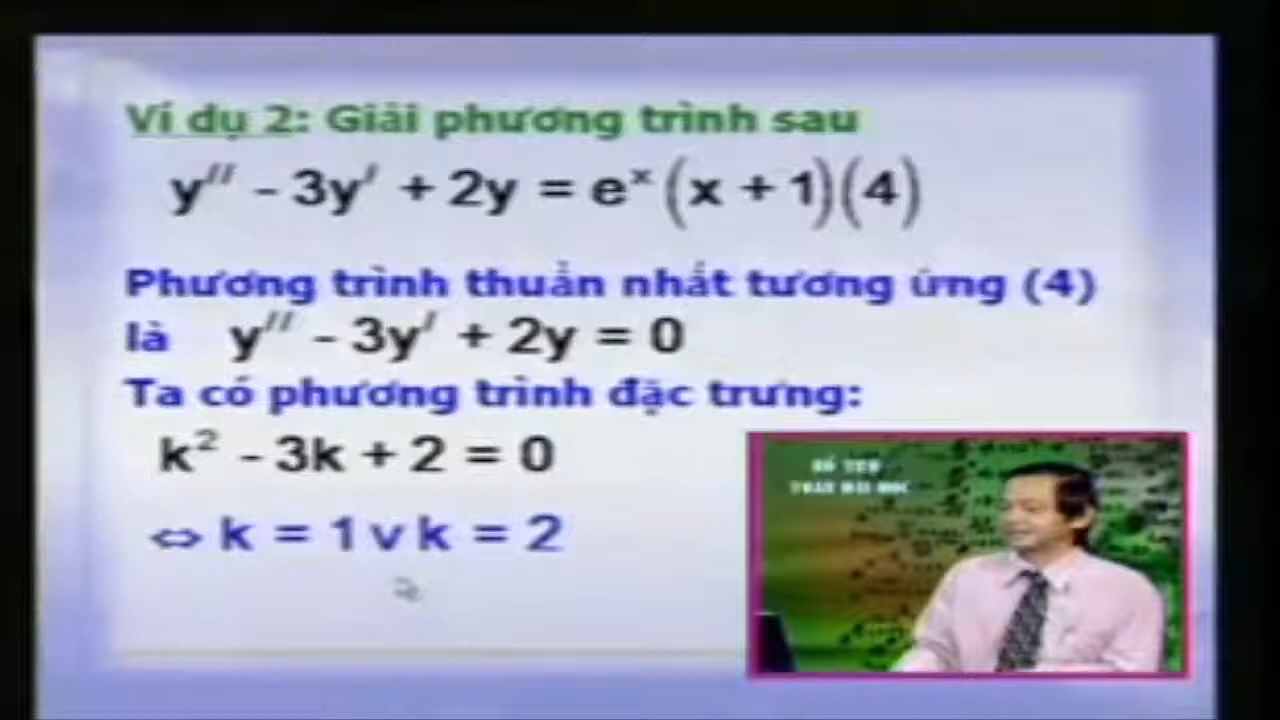 Ví dụ 2: Giải phương trình sau
y'' - 3y' + 2y = eˣ(x + 1)(4)
Phương trình thuần nhất tương ứng (4)
là y'' - 3y' + 2y = 0
Ta có phương trình đặc trưng:
k² - 3k + 2 = 0
⇔ k = 1 v k = 2